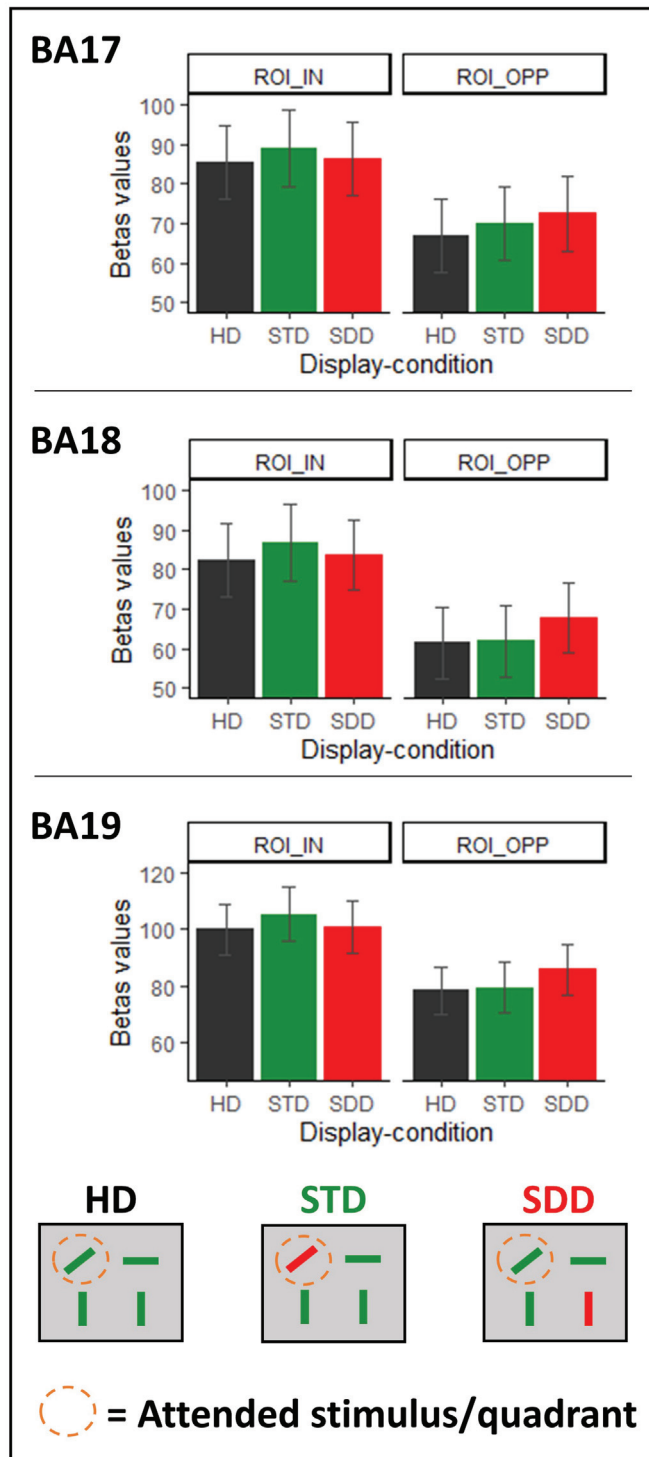 BA17
ROI_IN ROI_OPP
Betas values
100
90
80
70
60
50
HD STD SDD HD STD SDD
Display-condition
BA18
ROI_IN ROI_OPP
Betas values
100
90
80
70
60
50
HD STD SDD HD STD SDD
Display-condition
BA19
ROI_IN ROI_OPP
Betas values
120
100
80
60
HD STD SDD HD STD SDD
Display-condition
HD STD SDD
= Attended stimulus/quadrant